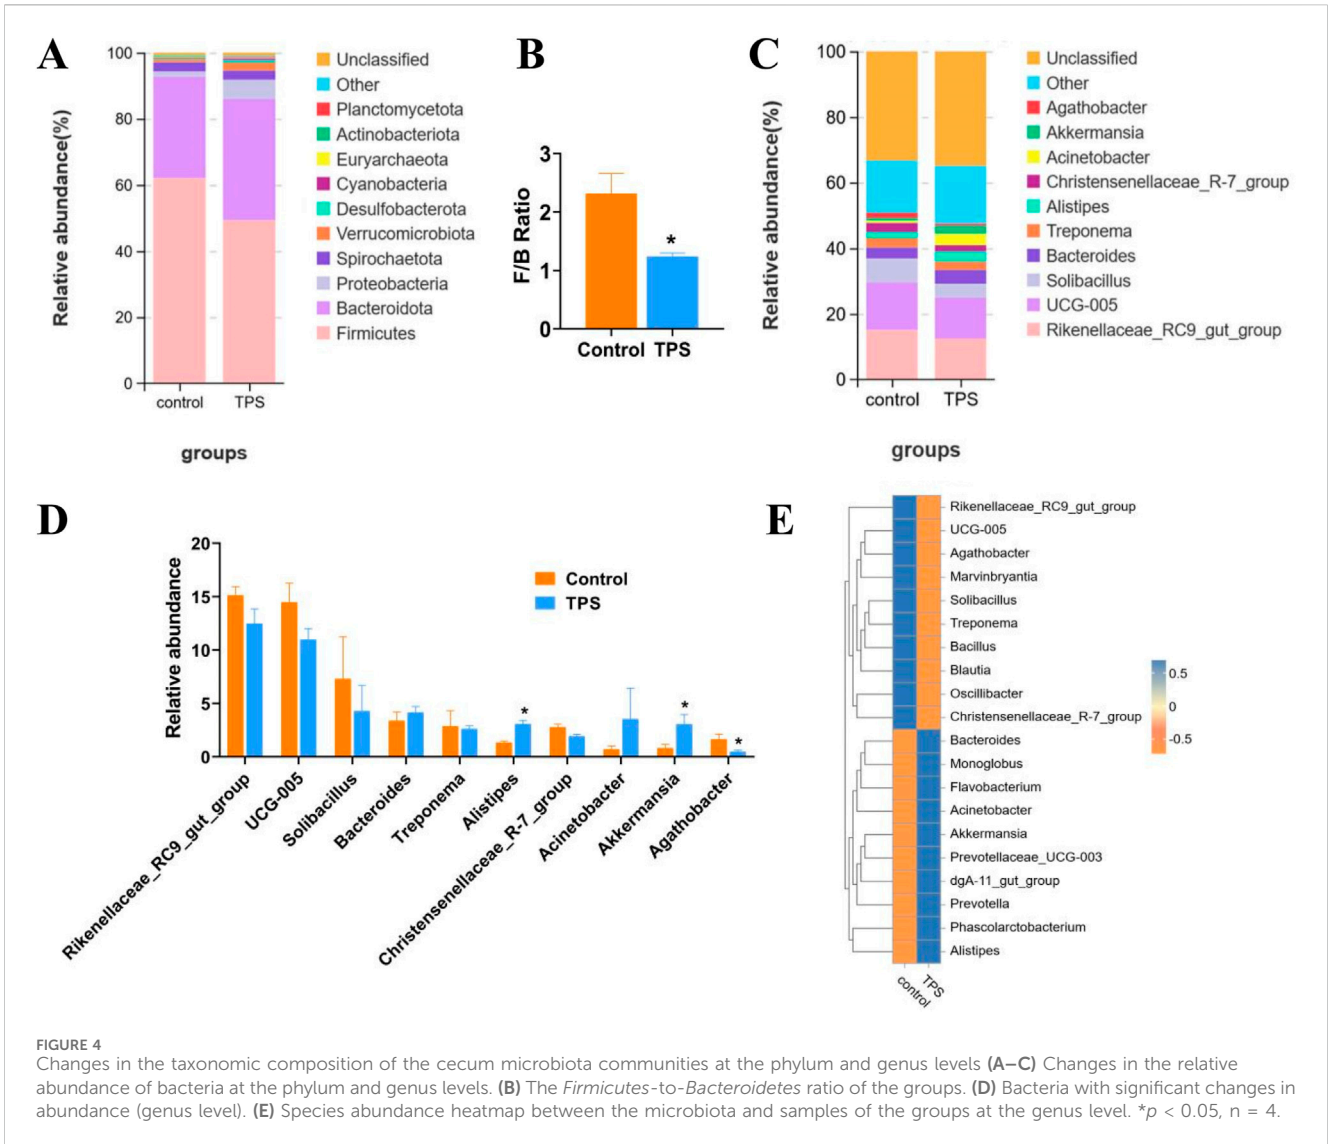 A
100
80
60
40
20
0
Relative abundance(%)
control
TPS
groups
Unclassified
Other
Planctomycetota
Actinobacteriota
Euryarchaeota
Cyanobacteria
Desulfobacterota
Verrucomicrobiota
Spirochaetota
Proteobacteria
Bacteroidota
Firmicutes
B
3
2
1
0
F/B Ratio
*
Control TPS
C
100
80
60
40
20
0
Relative abundance(%)
control
TPS
groups
Unclassified
Other
Agathobacter
Akkermansia
Acinetobacter
Christensenellaceae_R-7_group
Alistipes
Treponema
Bacteroides
Solibacillus
UCG-005
Rikenellaceae_RC9_gut_group
D
20
15
10
5
0
Relative abundance
Control
TPS
*
*
*
Rikenellaceae_RC9_gut_group
UCG-005
Solibacillus
Bacteroides
Treponema
Alistipes
Christensenellaceae_R-7_group
Acinetobacter
Akkermansia
Agathobacter
E
Rikenellaceae_RC9_gut_group
UCG-005
Agathobacter
Marvinbryantia
Solibacillus
Treponema
Bacillus
Blautia
Oscillibacter
Christensenellaceae_R-7_group
Bacteroides
Monoglobus
Flavobacterium
Acinetobacter
Akkermansia
Prevotellaceae_UCG-003
dgA-11_gut_group
Prevotella
Phascolarctobacterium
Alistipes
control
TPS
0.5
0
-0.5
FIGURE 4
Changes in the taxonomic composition of the cecum microbiota communities at the phylum and genus levels (A–C) Changes in the relative
abundance of bacteria at the phylum and genus levels. (B) The Firmicutes-to-Bacteroidetes ratio of the groups. (D) Bacteria with significant changes in
abundance (genus level). (E) Species abundance heatmap between the microbiota and samples of the groups at the genus level. *p < 0.05, n = 4.